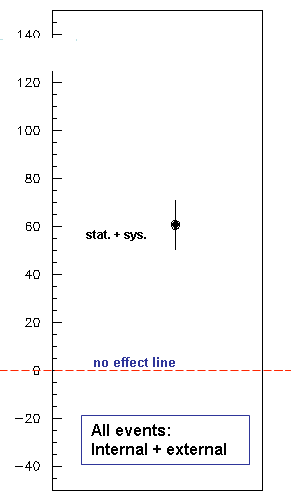 140
120
100
80
60
stat. + sys.
40
20
no effect line
0
−20
All events:
Internal + external
−40